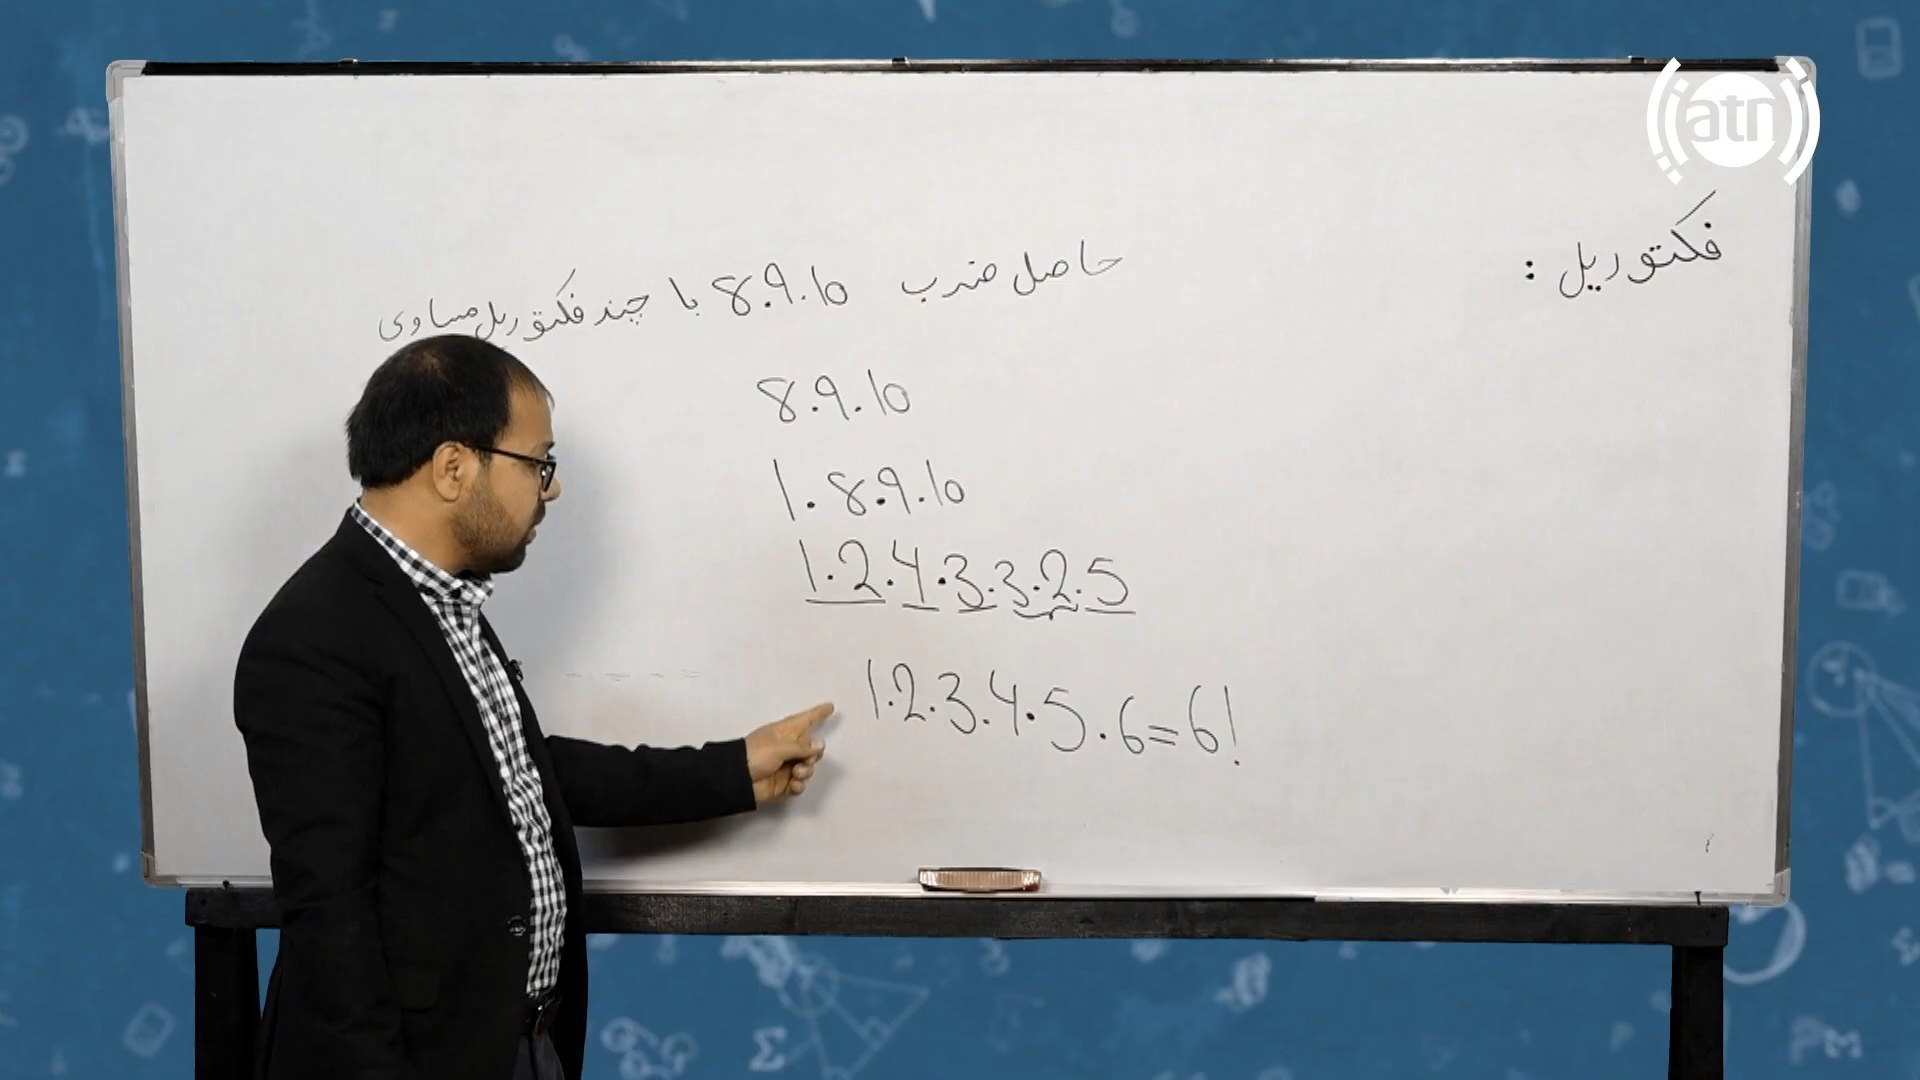 atn
فکتوریل :
حاصل ضرب 8.9.10 با چند فکتوریل مساوی
8.9.10
1.8.9.10
1.2.4.3.3.2.5
1.2.3.4.5.6=6!